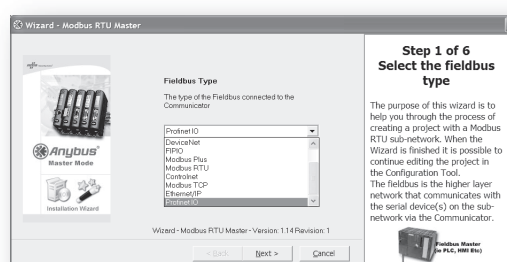 Wizard - Modbus RTU Master
Anybus®
Master Mode
Installation Wizard
Fieldbus Type
The type of the Fieldbus connected to the
Communicator
Profinet IO
DeviceNet
FIPIO
Modbus Plus
Modbus RTU
Controlnet
Modbus TCP
Ethernet/IP
Profinet IO
Wizard - Modbus RTU Master - Version: 1.14 Revision: 1
< Back
Next >
Cancel
Step 1 of 6
Select the fieldbus
type
The purpose of this wizard is to
help you through the process of
creating a project with a Modbus
RTU sub-network. When the
Wizard is finished it is possible to
continue editing the project in
the Configuration Tool.
The fieldbus is the higher layer
network that communicates with
the serial device(s) on the sub-
network via the Communicator.
Fieldbus Master
(ie PLC, HMI Etc)